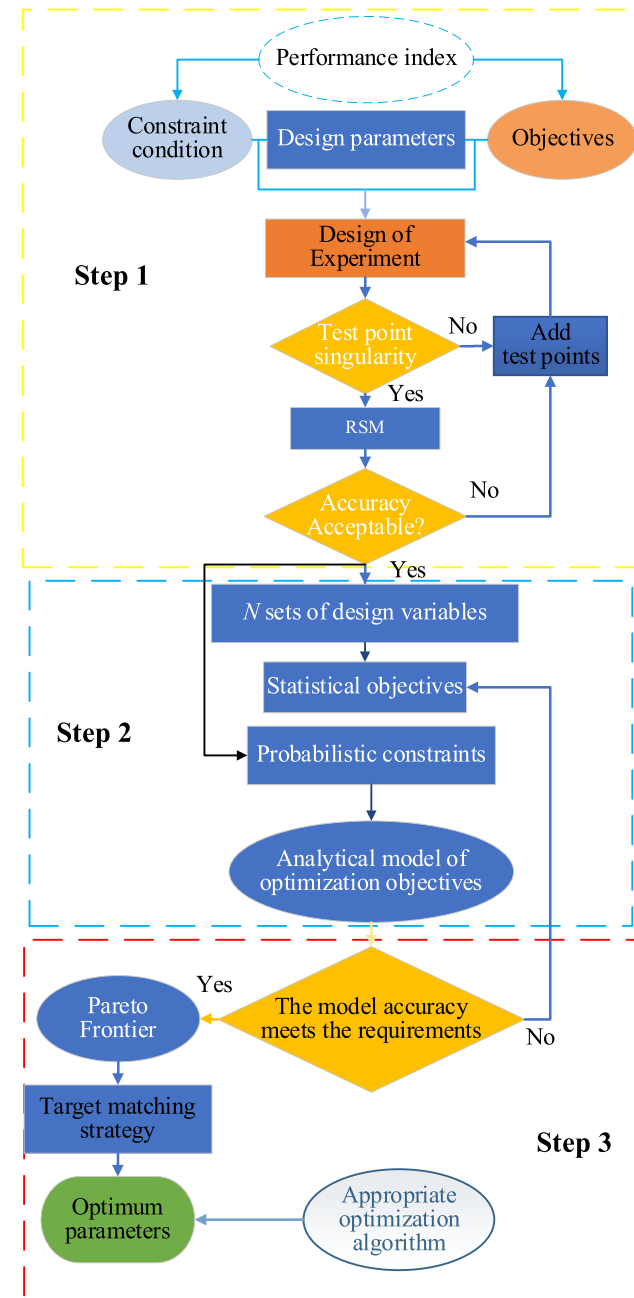 Performance index
Constraint
condition
Design parameters
Objectives
Design of
Experiment
Step 1
Test point
singularity
No
Add
test points
Yes
RSM
Accuracy
Acceptable?
No
Yes
N sets of design variables
Statistical objectives
Step 2
Probabilistic constraints
Analytical model of
optimization objectives
Yes
Pareto
Frontier
The model accuracy
meets the requirements
No
Target matching
strategy
Step 3
Optimum
parameters
Appropriate
optimization
algorithm